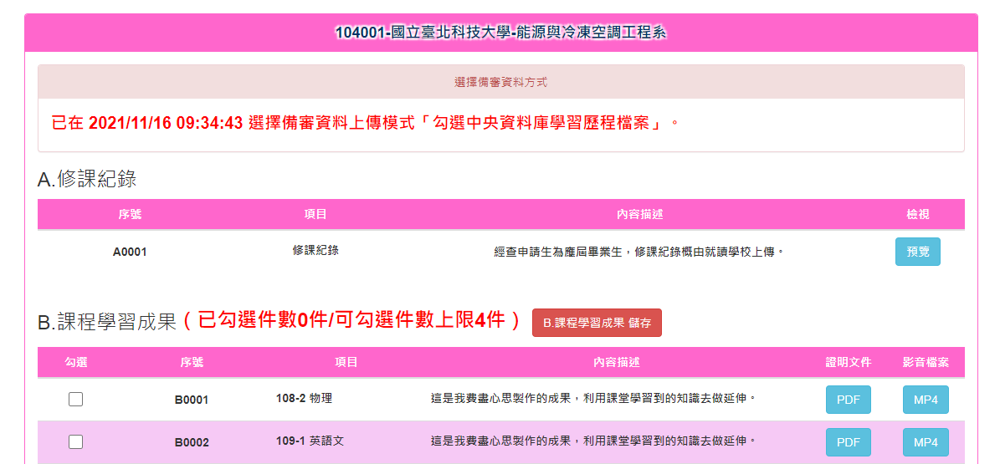 104001-國立臺北科技大學-能源與冷凍空調工程系
選擇備審資料方式
已在 2021/11/16 09:34:43 選擇備審資料上傳模式「勾選中央資料庫學習歷程檔案」。
A.修課紀錄
序號 項目 內容描述 檢視
A0001 修課紀錄 經查申請生為應屆畢業生，修課紀錄概由就讀學校上傳。 預覽
B.課程學習成果（已勾選件數0件/可勾選件數上限4件） B.課程學習成果 儲存
勾選 序號 項目 內容描述 證明文件 影音檔案
B0001 108-2 物理 這是我費盡心思製作的成果，利用課堂學習到的知識去做延伸。 PDF MP4
B0002 109-1 英語文 這是我費盡心思製作的成果，利用課堂學習到的知識去做延伸。 PDF MP4